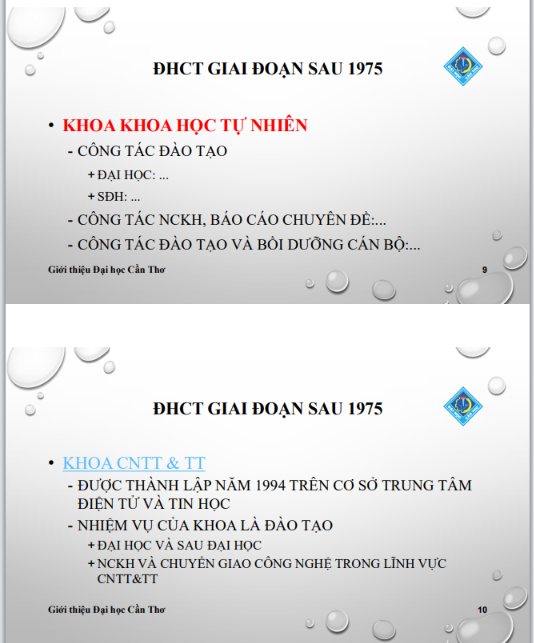 ĐHCT GIAI ĐOẠN SAU 1975
• KHOA KHOA HỌC TỰ NHIÊN
- CÔNG TÁC ĐÀO TẠO
+ ĐẠI HỌC: ...
+ SĐH: ...
- CÔNG TÁC NCKH, BÁO CÁO CHUYÊN ĐỀ:...
- CÔNG TÁC ĐÀO TẠO VÀ BỒI DƯỠNG CÁN BỘ:...
Giới thiệu Đại học Cần Thơ
9
ĐHCT GIAI ĐOẠN SAU 1975
• KHOA CNTT & TT
- ĐƯỢC THÀNH LẬP NĂM 1994 TRÊN CƠ SỞ TRUNG TÂM
ĐIỆN TỬ VÀ TIN HỌC
- NHIỆM VỤ CỦA KHOA LÀ ĐÀO TẠO
+ ĐẠI HỌC VÀ SAU ĐẠI HỌC
+ NCKH VÀ CHUYỂN GIAO CÔNG NGHỆ TRONG LĨNH VỰC
CNTT&TT
Giới thiệu Đại học Cần Thơ
10